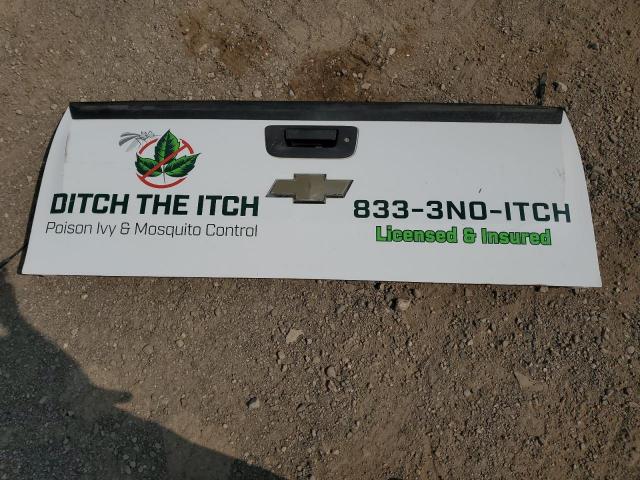 DITCH THE ITCH
Poison Ivy & Mosquito Control
833-3NO-ITCH
Licensed & Insured